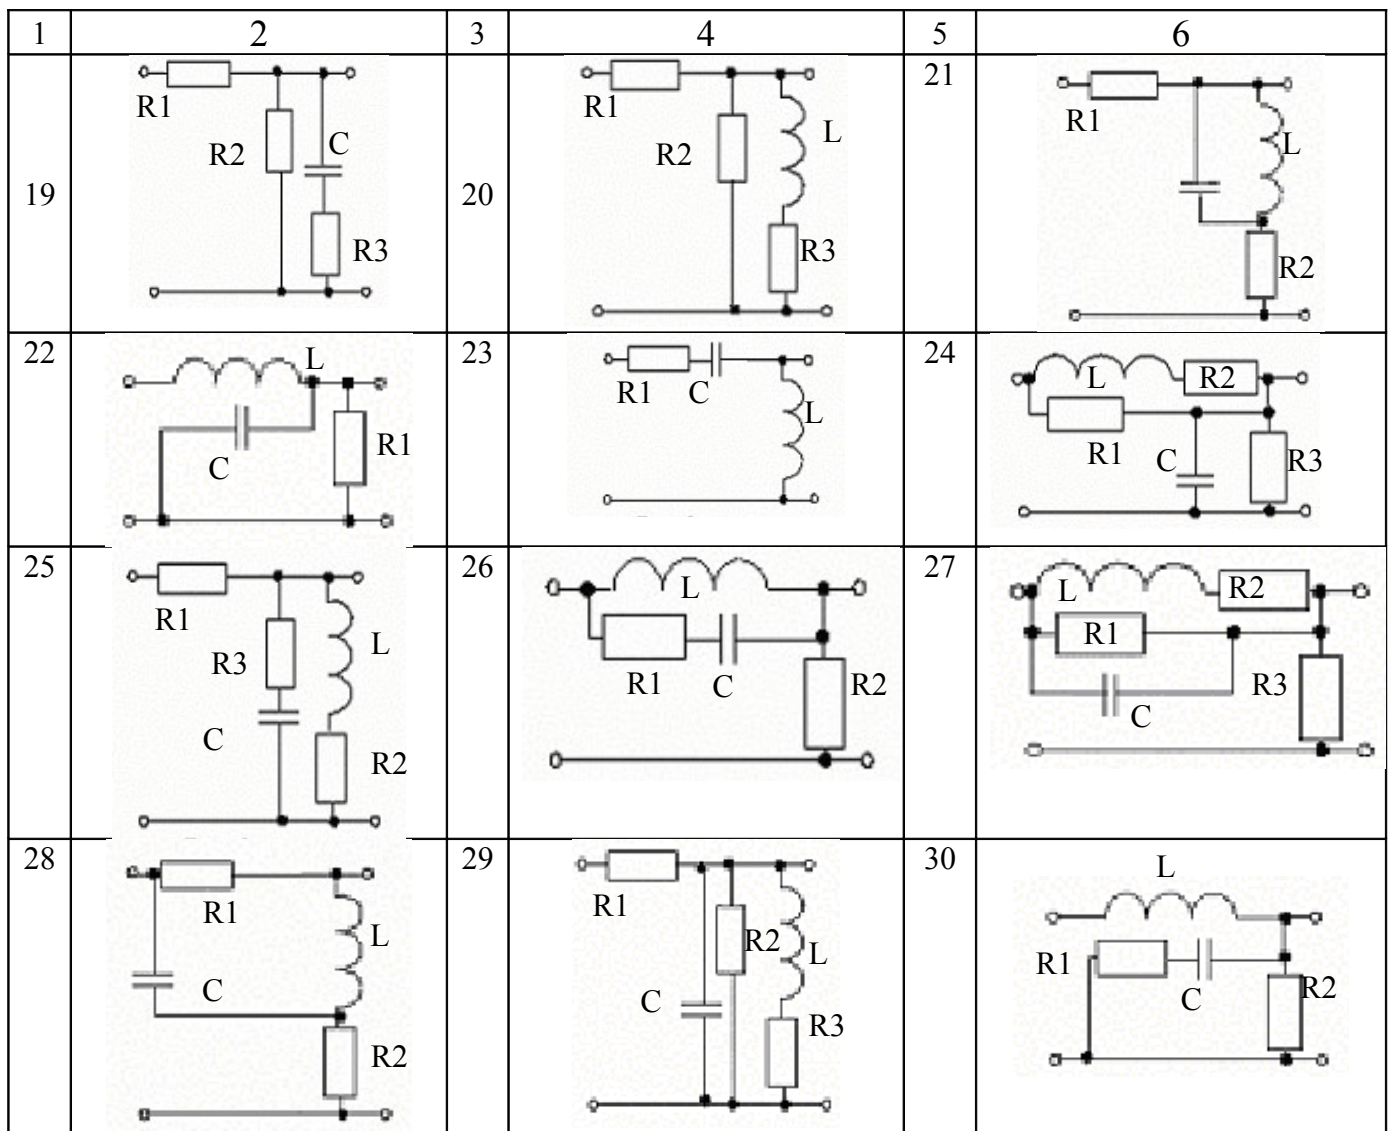 1 2 3 4 5 6
19 R1 R2 C R3
20 R1 R2 L R3
21 R1 L R2
22 L C R1
23 R1 C L
24 L R2 R1 C R3
25 R1 R3 L C R2
26 L R1 C R2
27 L R2 R1 C R3
28 R1 L C R2
29 R1 R2 L C R3
30 L R1 C R2